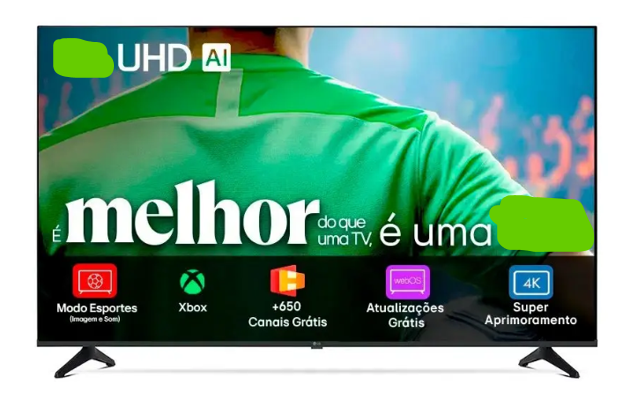 UHD AI
É melhor do que
uma TV, é uma
Modo Esportes
(Imagem e Som)
Xbox
+650
Canais Grátis
webOS
Atualizações
Grátis
4K
Super
Aprimoramento